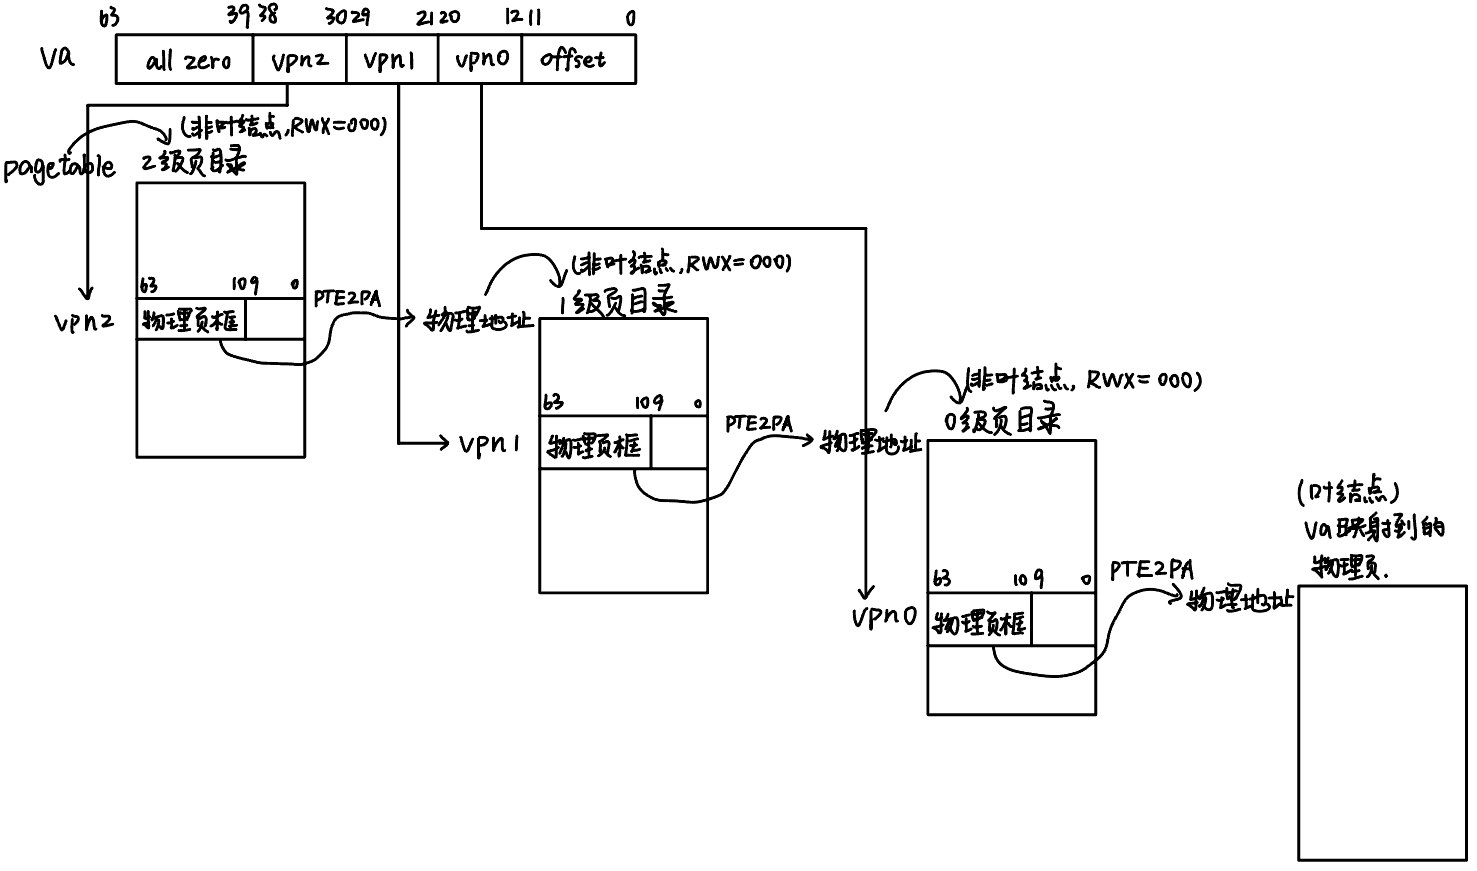 63 39 38 30 29 21 20 12 11 0
va all zero vpn2 vpn1 vpn0 offset
(非叶结点,RWX=000)
pagetable 2级页目录
63 10 9 0
vpn2 物理页框 PTE2PA 物理地址
(非叶结点,RWX=000)
1级页目录
63 10 9 0
vpn1 物理页框 PTE2PA 物理地址
(非叶结点, RWX=000)
0级页目录
63 10 9 0
vpn0 物理页框 PTE2PA 物理地址
(叶结点)
va映射到的
物理页.